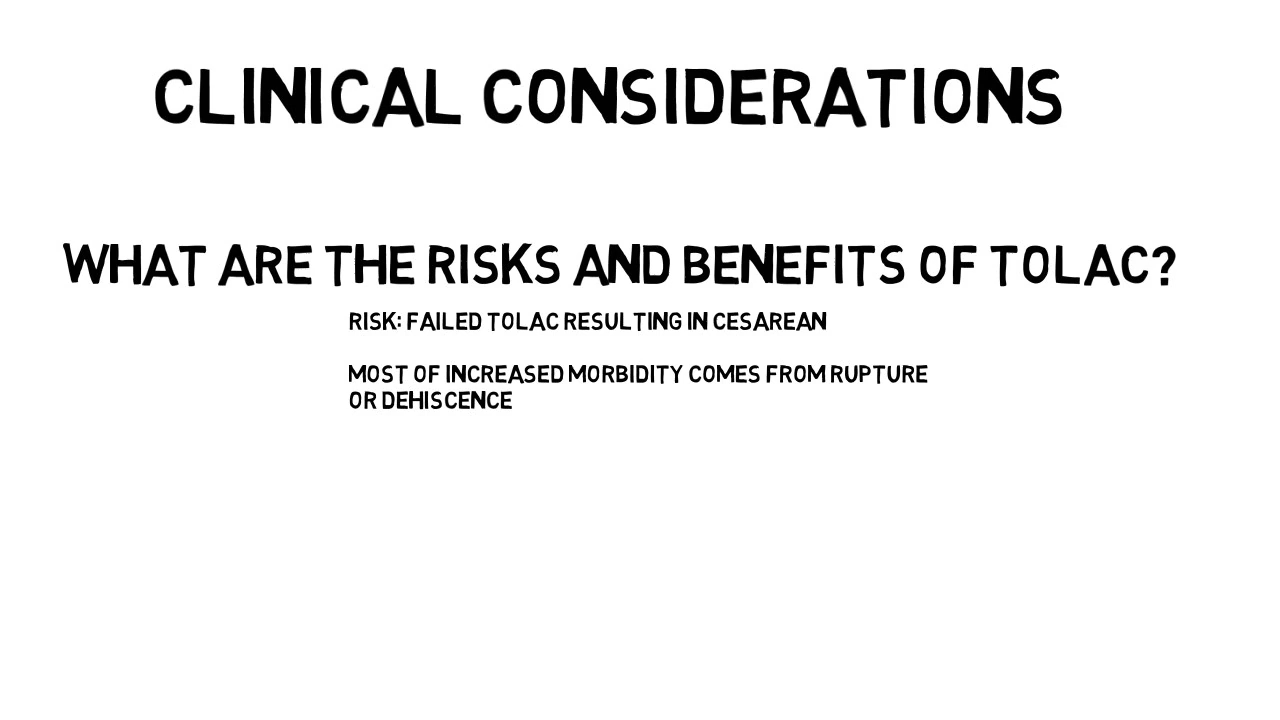 CLINICAL CONSIDERATIONS
WHAT ARE THE RISKS AND BENEFITS OF TOLAC?
RISK: FAILED TOLAC RESULTING IN CESAREAN
MOST OF INCREASED MORBIDITY COMES FROM RUPTURE
OR DEHISCENCE